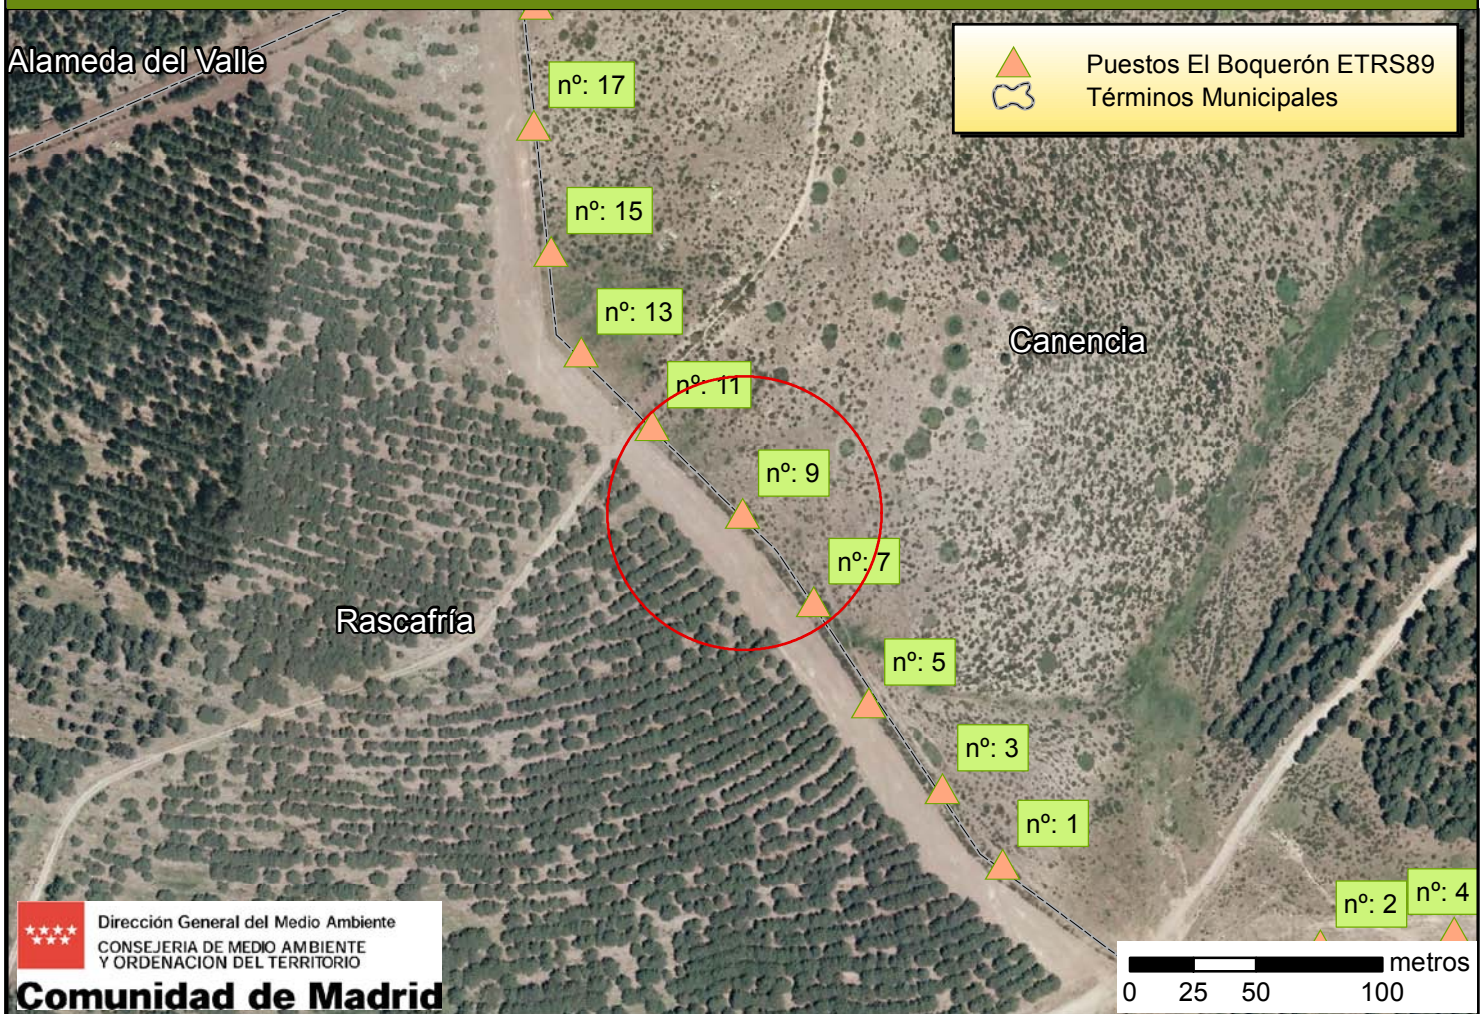 Alameda del Valle
Puestos El Boquerón ETRS89
Términos Municipales
nº: 17
nº: 15
nº: 13
Canencia
nº: 11
nº: 9
nº: 7
Rascafría
nº: 5
nº: 3
nº: 1
nº: 2
nº: 4
Dirección General del Medio Ambiente
CONSEJERIA DE MEDIO AMBIENTE
Y ORDENACION DEL TERRITORIO
Comunidad de Madrid
metros
0 25 50 100